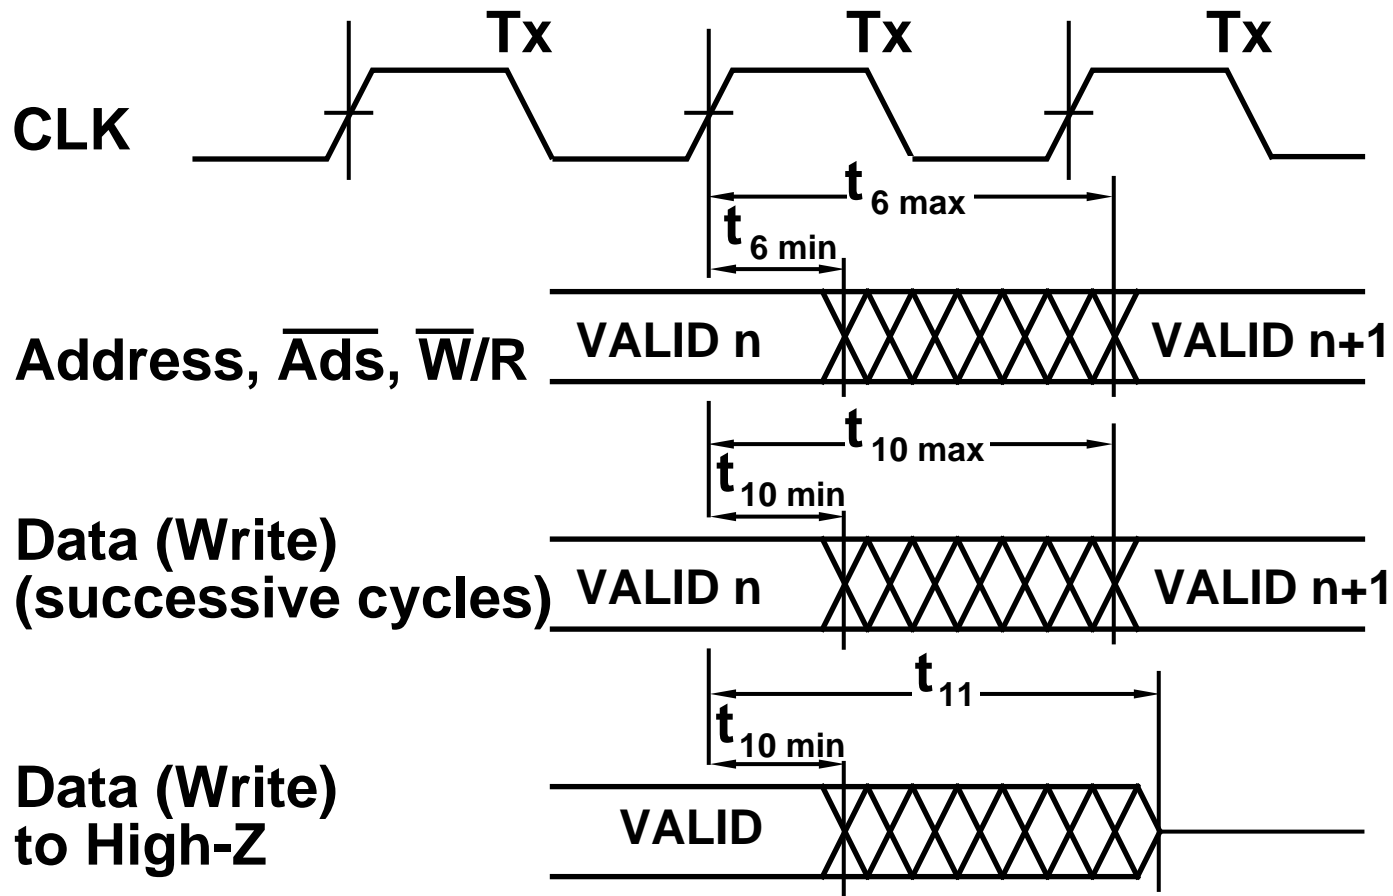 Tx Tx Tx
CLK
t 6 max
t 6 min
Address, Ads, W/R VALID n VALID n+1
t 10 max
t 10 min
Data (Write)
(successive cycles) VALID n VALID n+1
t 11
t 10 min
Data (Write)
to High-Z VALID